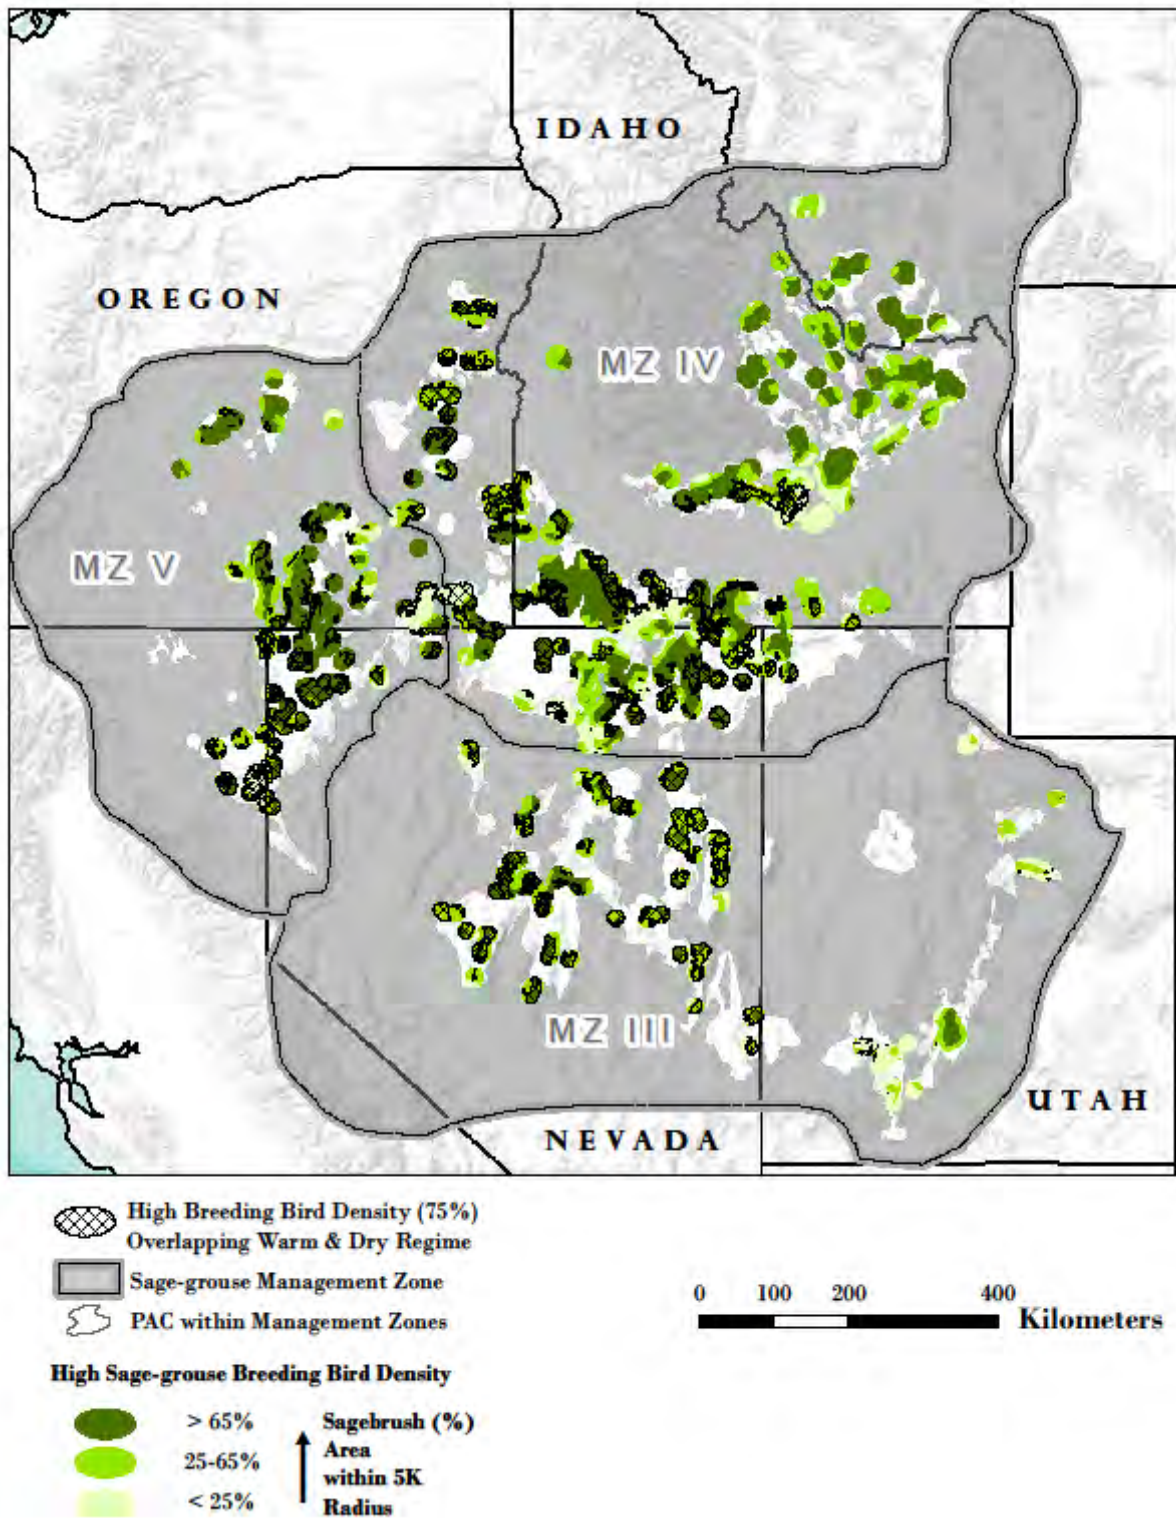 IDAHO
OREGON
MZ IV
MZ V
MZ III
UTAH
NEVADA
High Breeding Bird Density (75%)
Overlapping Warm & Dry Regime
Sage-grouse Management Zone
PAC within Management Zones
0 100 200 400
Kilometers
High Sage-grouse Breeding Bird Density
> 65% Sagebrush (%)
Area
25-65% within 5K
< 25% Radius